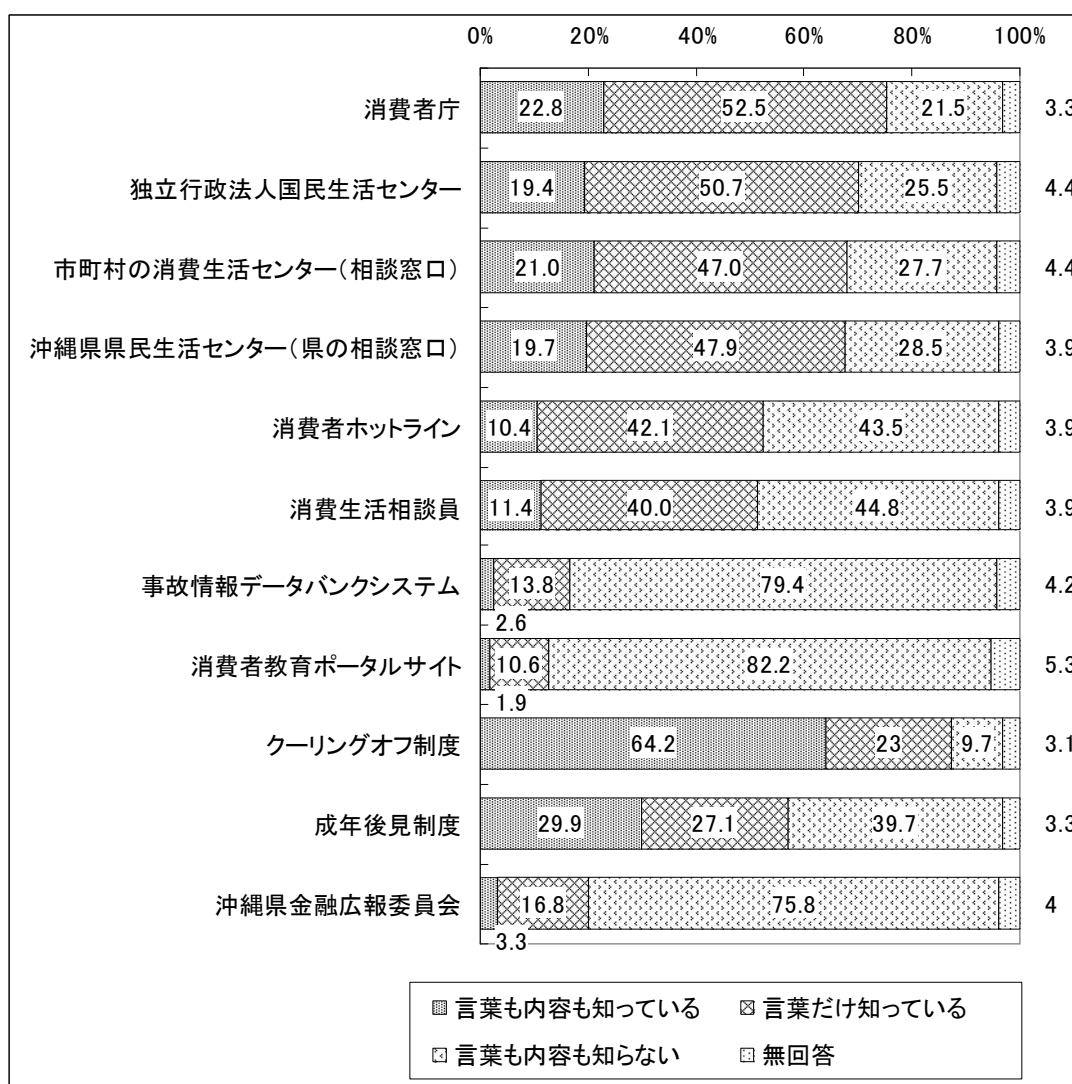 0% 20% 40% 60% 80% 100%
消費者庁 22.8 52.5 21.5 3.3
独立行政法人国民生活センター 19.4 50.7 25.5 4.4
市町村の消費生活センター（相談窓口） 21.0 47.0 27.7 4.4
沖縄県県民生活センター（県の相談窓口） 19.7 47.9 28.5 3.9
消費者ホットライン 10.4 42.1 43.5 3.9
消費生活相談員 11.4 40.0 44.8 3.9
事故情報データバンクシステム 13.8 79.4 4.2
2.6
消費者教育ポータルサイト 10.6 82.2 5.3
1.9
クーリングオフ制度 64.2 23 9.7 3.1
成年後見制度 29.9 27.1 39.7 3.3
沖縄県金融広報委員会 16.8 75.8 4
3.3
言葉も内容も知っている 言葉だけ知っている
言葉も内容も知らない 無回答